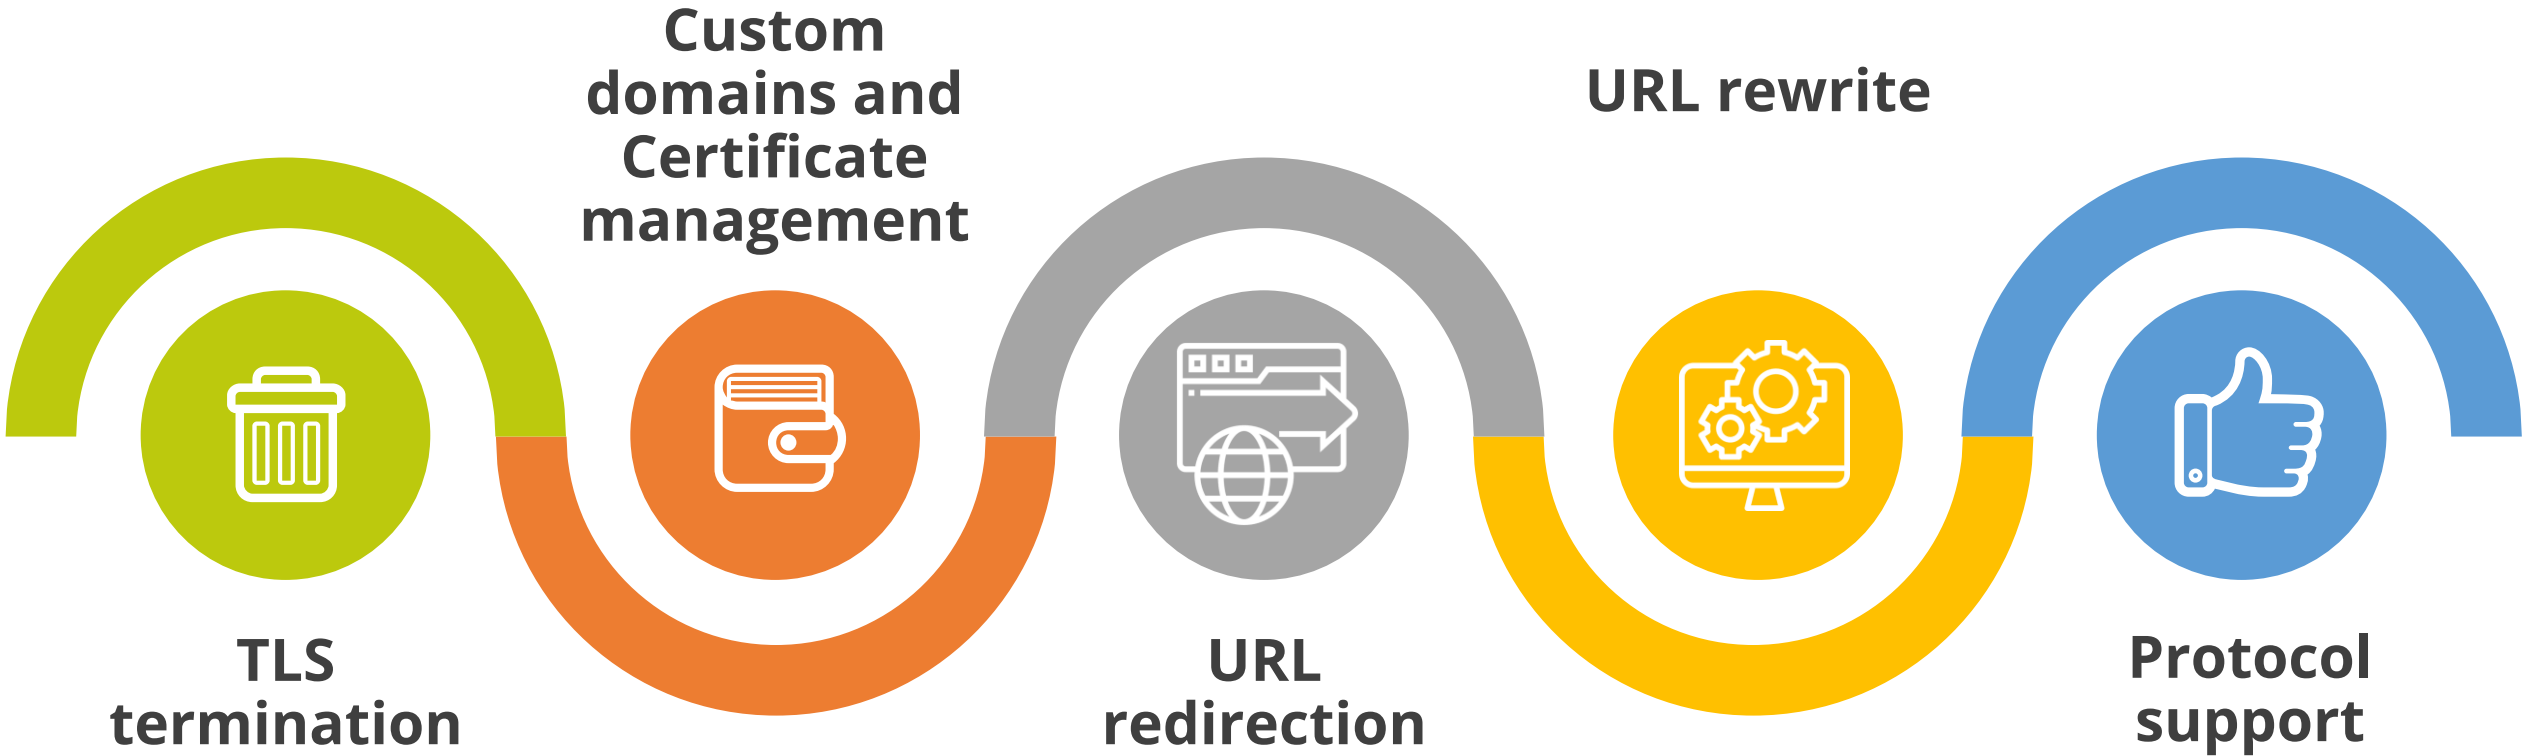 TLS
termination
Custom
domains and
Certificate
management
URL
redirection
URL rewrite
Protocol
support